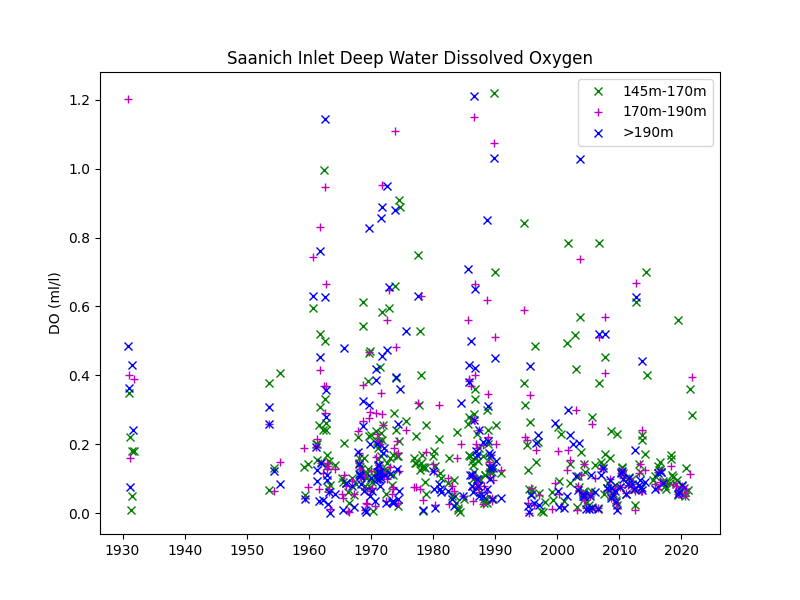 Saanich Inlet Deep Water Dissolved Oxygen
145m-170m
170m-190m
>190m
DO (ml/l)
1.2
1.0
0.8
0.6
0.4
0.2
0.0
1930 1940 1950 1960 1970 1980 1990 2000 2010 2020